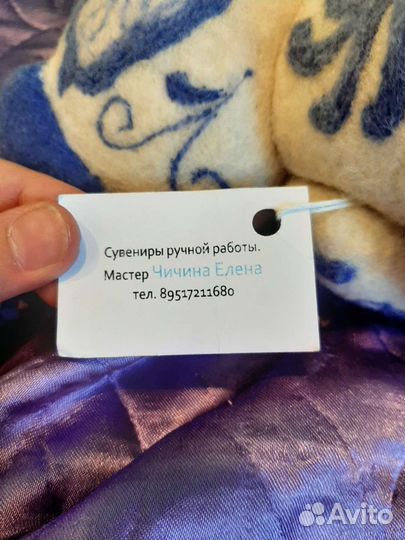 Сувениры ручной работы.
Мастер Чичина Елена
тел. 89517211680
Avito